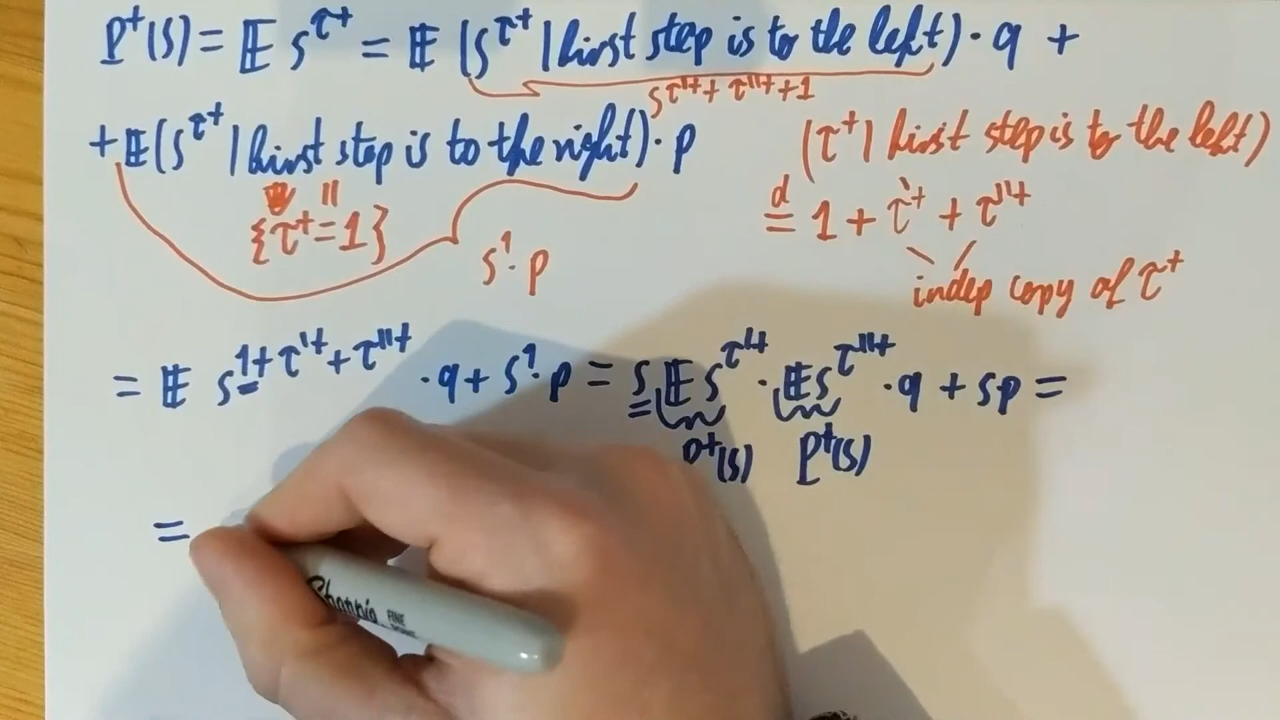 P⁺(s) = 𝔼 s^τ⁺ = 𝔼 (s^τ⁺ | first step is to the left) · q +
s^τ'⁺ + τ''⁺ + 1
+ 𝔼(s^τ⁺ | first step is to the right) · p
(τ⁺ | first step is to the left)
{τ⁺ = 1}
s¹ · p
d= 1 + τ'⁺ + τ''⁺
indep copy of τ⁺
= 𝔼 s^1 + τ'⁺ + τ''⁺ · q + s¹ · p = s 𝔼 s^τ'⁺ · 𝔼 s^τ''⁺ · q + sp =
P⁺(s) P⁺(s)
=
Sharpie FINE POINT